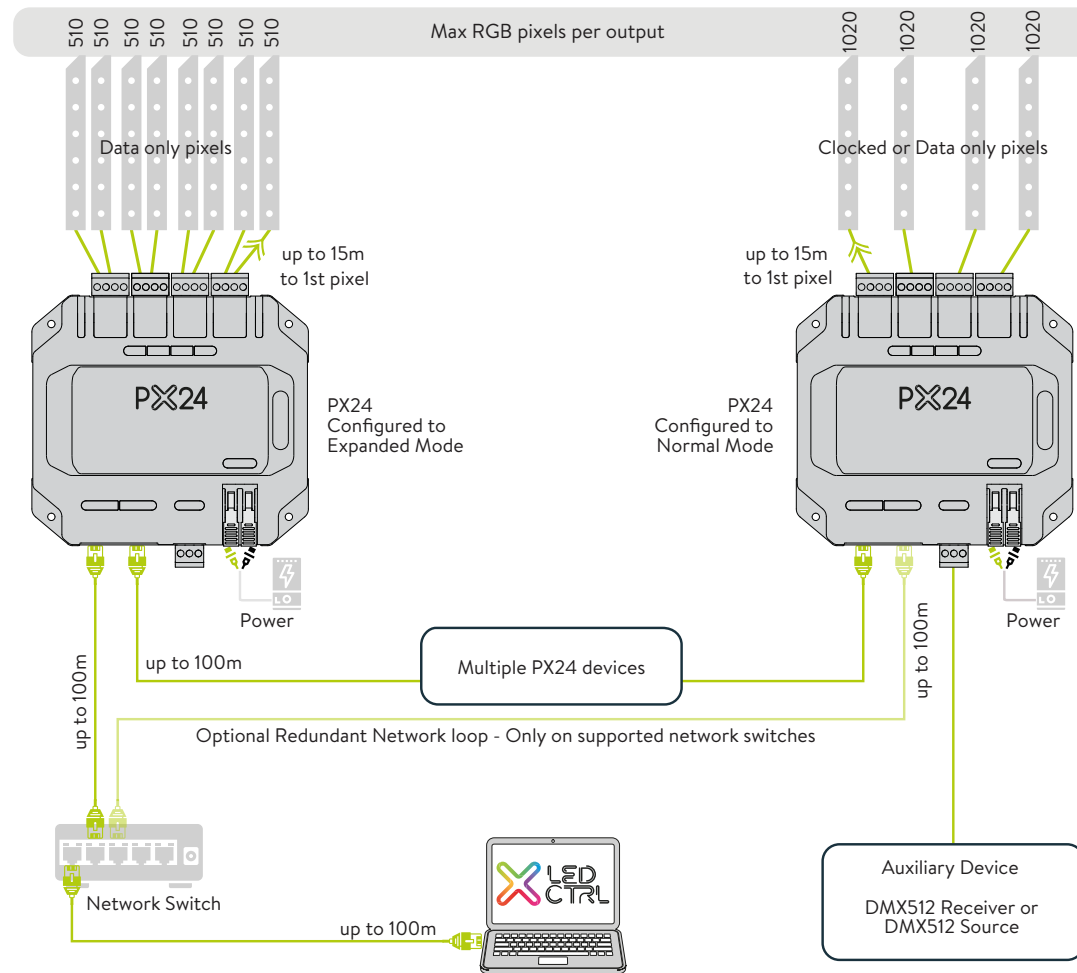 510 510 510 510 510 510 510 510
Max RGB pixels per output
1020 1020 1020 1020
Data only pixels
Clocked or Data only pixels
up to 15m
to 1st pixel
up to 15m
to 1st pixel
PX24
PX24
Configured to
Expanded Mode
PX24
Configured to
Normal Mode
PX24
Power
Power
up to 100m
up to 100m
Multiple PX24 devices
up to 100m
Optional Redundant Network loop - Only on supported network switches
Network Switch
up to 100m
LED
CTRL
Auxiliary Device
DMX512 Receiver or
DMX512 Source